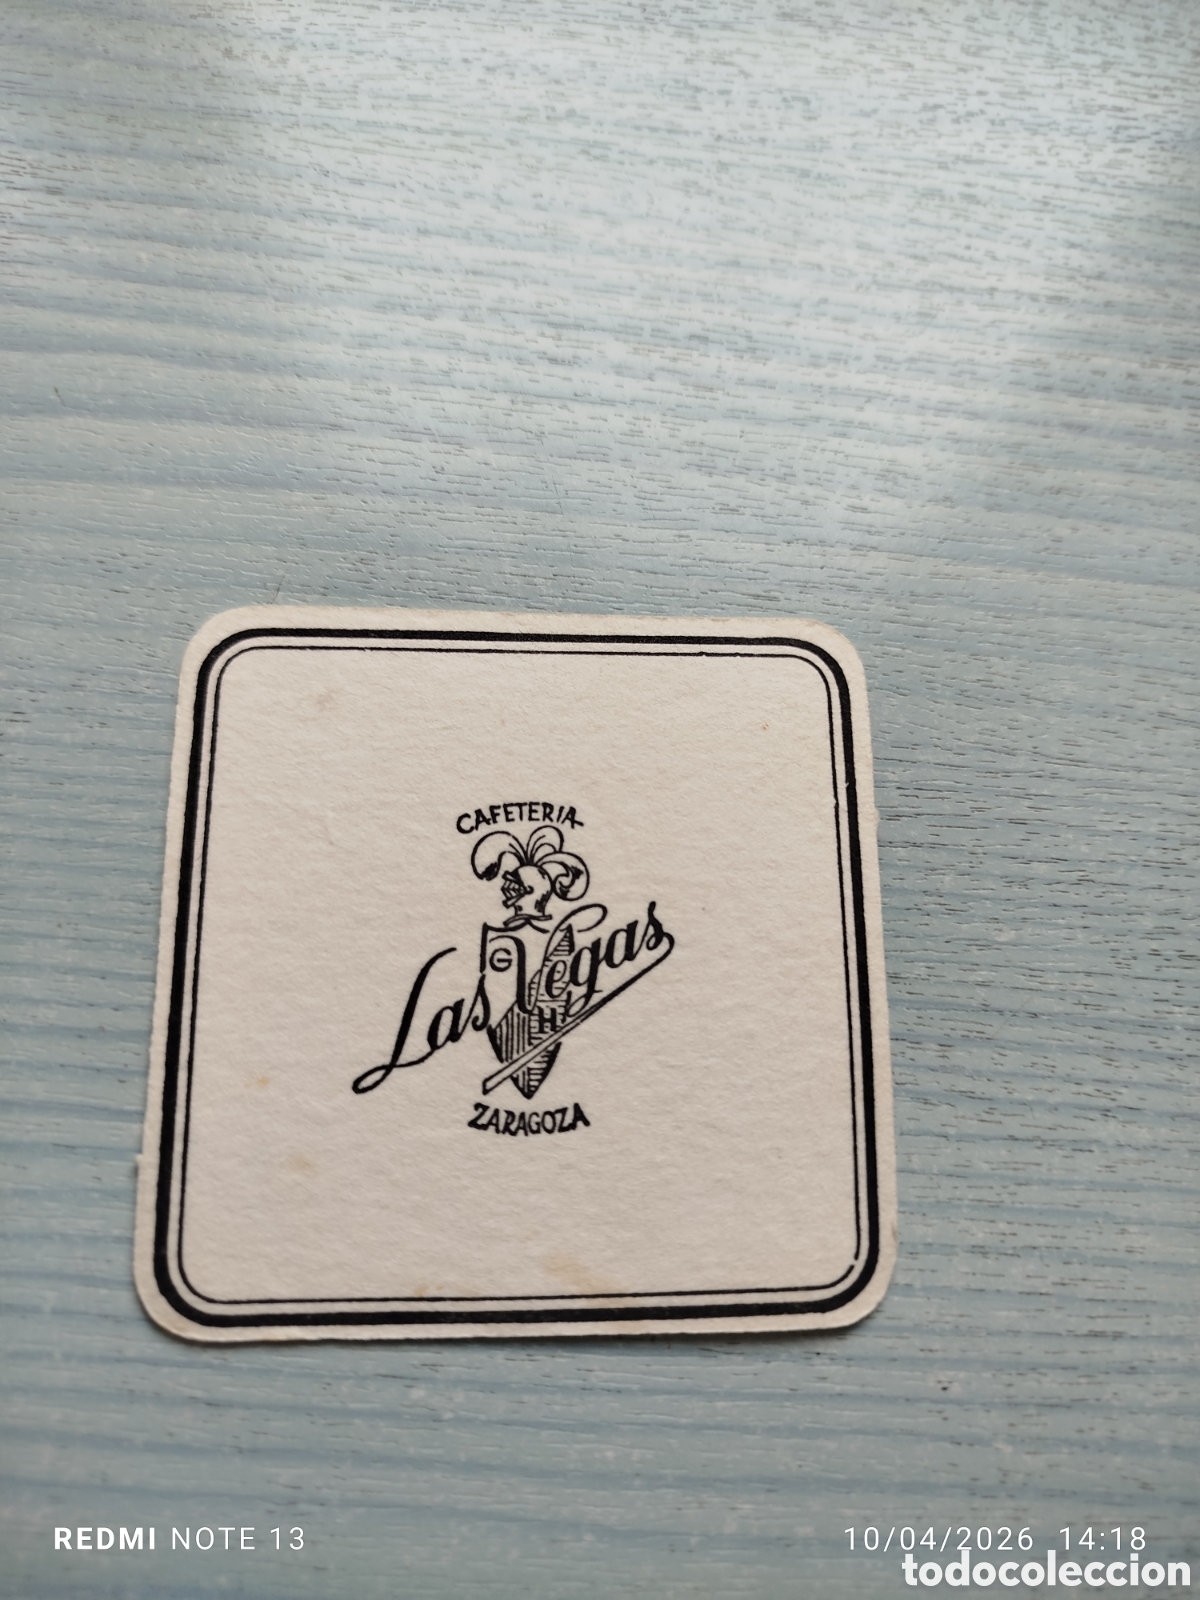 CAFETERIA
G
Las Vegas
H
ZARAGOZA
REDMI NOTE 13
10/04/2026 14:18
todocoleccion